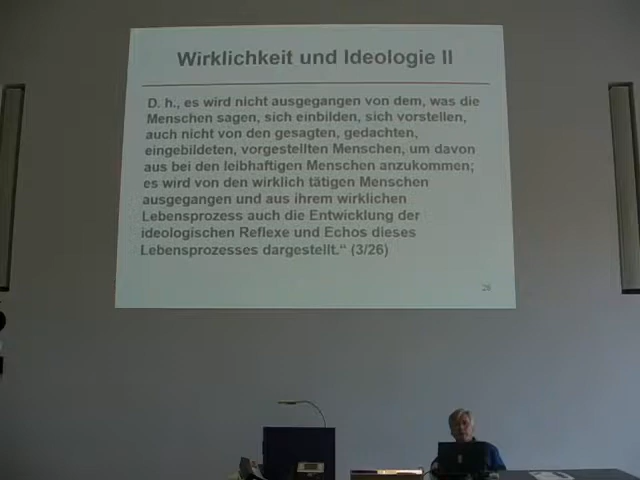 Wirklichkeit und Ideologie II
D. h., es wird nicht ausgegangen von dem, was die
Menschen sagen, sich einbilden, sich vorstellen,
auch nicht von den gesagten, gedachten,
eingebildeten, vorgestellten Menschen, um davon
aus bei den leibhaftigen Menschen anzukommen;
es wird von den wirklich tätigen Menschen
ausgegangen und aus ihrem wirklichen
Lebensprozess auch die Entwicklung der
ideologischen Reflexe und Echos dieses
Lebensprozesses dargestellt.“ (3/26)